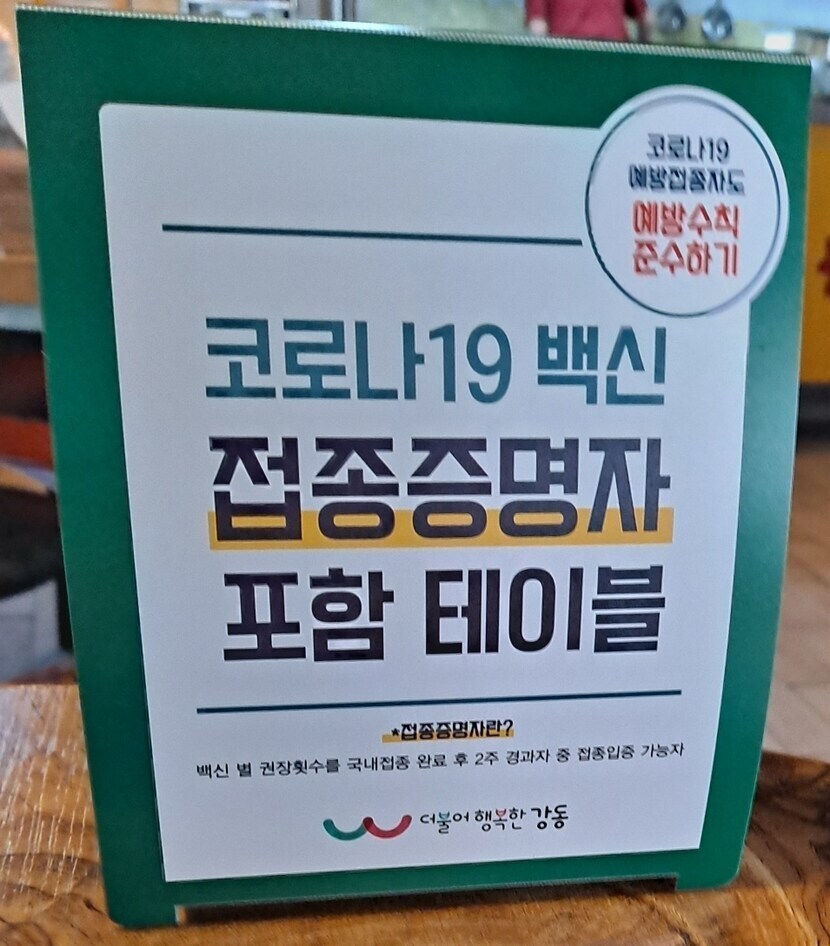 코로나19
예방접종자도
예방수칙
준수하기
코로나19 백신
접종증명자
포함 테이블
*접종증명자란?
백신 별 권장횟수를 국내접종 완료 후 2주 경과자 중 접종입증 가능자
더불어 행복한 강동